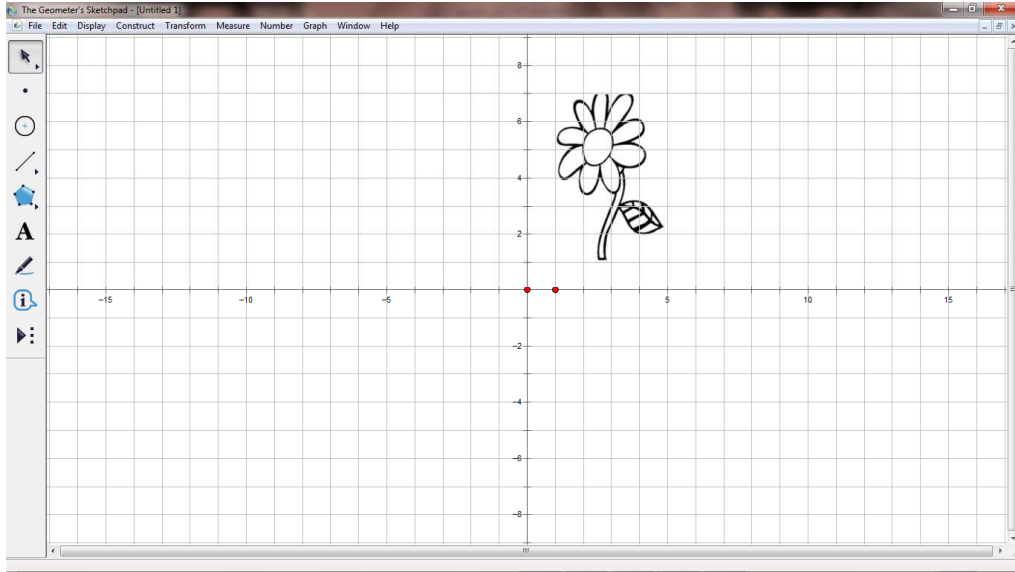 The Geometer's Sketchpad - [Untitled 1]
File Edit Display Construct Transform Measure Number Graph Window Help
8
6
4
2
-15 -10 -5 5 10 15
-2
-4
A
-6
-8